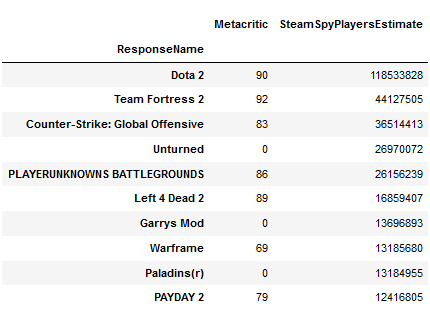 Metacritic SteamSpyPlayersEstimate
ResponseName
Dota 2 90 118533828
Team Fortress 2 92 44127505
Counter-Strike: Global Offensive 83 36514413
Unturned 0 26970072
PLAYERUNKNOWNS BATTLEGROUNDS 86 26156239
Left 4 Dead 2 89 16859407
Garrys Mod 0 13696893
Warframe 69 13185680
Paladins(r) 0 13184955
PAYDAY 2 79 12416805